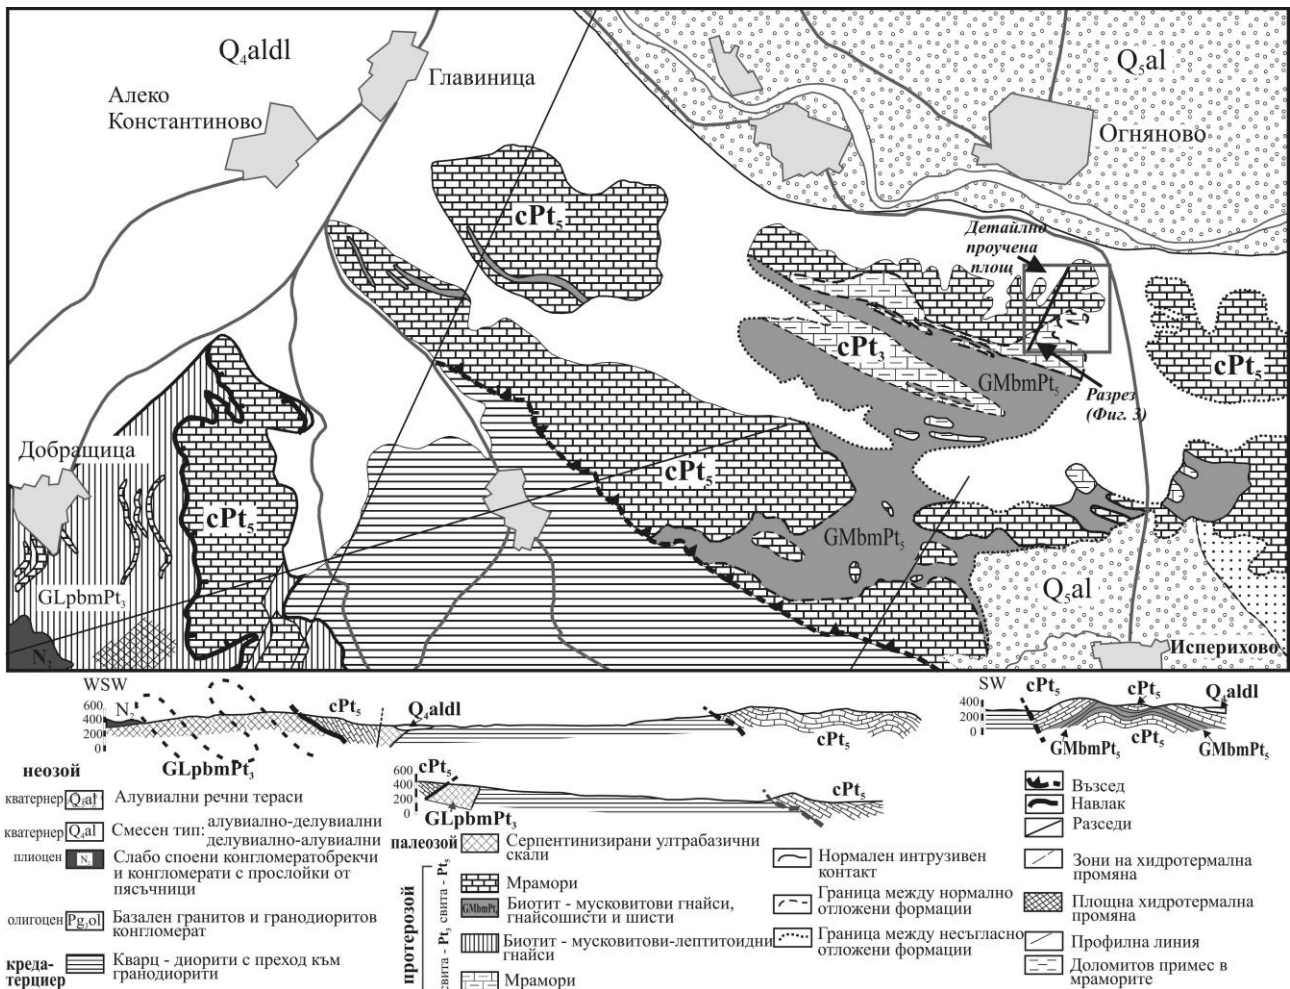 Q₄aldl
Главиница
Алеко
Константиново
Q₅al
Огняново
cPt₅
Детайлно
проучена
площ
cPt₃
GMbmPt₅
cPt₅
Разрез
(Фиг. 3)
Добращица
cPt₅
cPt₅
GMbmPt₅
GLpbmPt₃
Q₅al
N₂
Исперихово
WSW
600
400
200
0
N₂
cPt₅
Q₄aldl
GLpbmPt₃
cPt₅
SW
400
200
0
cPt₅
cPt₅
Q₄aldl
GMbmPt₅
cPt₅
GMbmPt₅
600
400
200
0
cPt₅
GLpbmPt₃
cPt₅
неозой
кватернер Q₅al Алувиални речни тераси
кватернер Q₄al Смесен тип: алувиално-делувиални
делувиално-алувиални
плиоцен N₂ Слабо споени конгломератобрекчи
и конгломерати с прослойки от
пясъчници
олигоцен Pg₃ol Базален гранитов и гранодиоритов
конгломерат
креда-
терциер
Кварц - диорити с преход към
гранодиорити
палеозой Серпентинизирани ултрабазични
скали
протерозой
свита - Pt₅
Мрамори
GMbmPt₅ Биотит - мусковитови гнайси,
гнайсошисти и шисти
свита - Pt₃
Биотит - мусковитови-лептитоидни
гнайси
Мрамори
Нормален интрузивен
контакт
Граница между нормално
отложени формации
Граница между несъгласно
отложени формации
Възсед
Навлак
Разседи
Зони на хидротермална
промяна
Площна хидротермална
промяна
Профилна линия
Доломитов примес в
мраморите